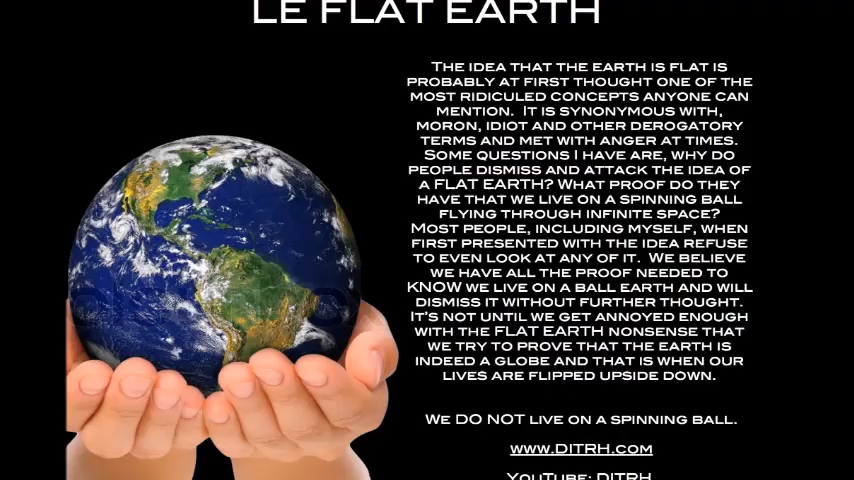 LE FLAT EARTH
THE IDEA THAT THE EARTH IS FLAT IS
PROBABLY AT FIRST THOUGHT ONE OF THE
MOST RIDICULED CONCEPTS ANYONE CAN
MENTION. IT IS SYNONYMOUS WITH,
MORON, IDIOT AND OTHER DEROGATORY
TERMS AND MET WITH ANGER AT TIMES.
SOME QUESTIONS I HAVE ARE, WHY DO
PEOPLE DISMISS AND ATTACK THE IDEA OF
A FLAT EARTH? WHAT PROOF DO THEY
HAVE THAT WE LIVE ON A SPINNING BALL
FLYING THROUGH INFINITE SPACE?
MOST PEOPLE, INCLUDING MYSELF, WHEN
FIRST PRESENTED WITH THE IDEA REFUSE
TO EVEN LOOK AT ANY OF IT. WE BELIEVE
WE HAVE ALL THE PROOF NEEDED TO
KNOW WE LIVE ON A BALL EARTH AND WILL
DISMISS IT WITHOUT FURTHER THOUGHT.
IT'S NOT UNTIL WE GET ANNOYED ENOUGH
WITH THE FLAT EARTH NONSENSE THAT
WE TRY TO PROVE THAT THE EARTH IS
INDEED A GLOBE AND THAT IS WHEN OUR
LIVES ARE FLIPPED UPSIDE DOWN.
WE DO NOT LIVE ON A SPINNING BALL.
WWW.DITRH.COM
YOUTUBE: DITRH